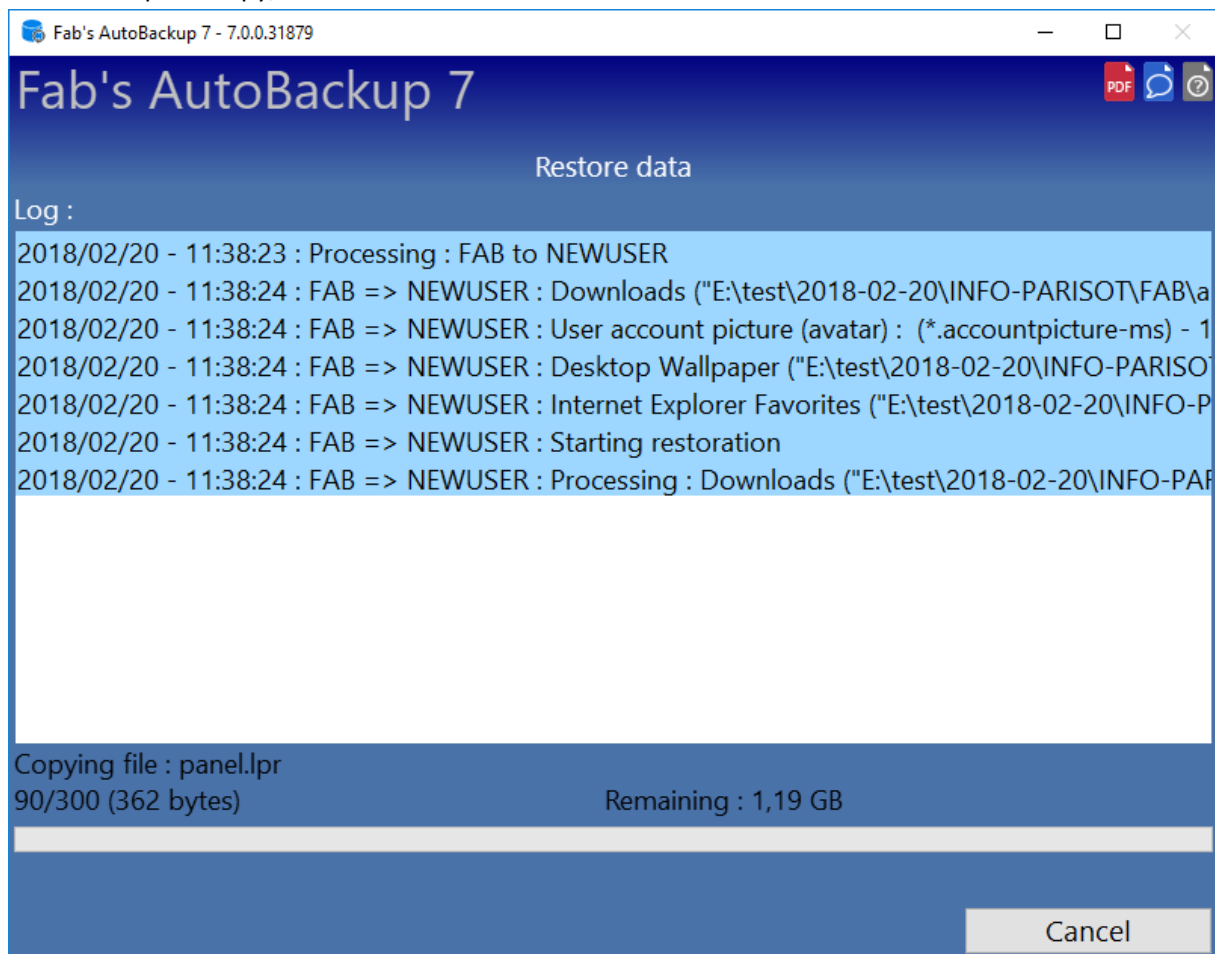 Fab's AutoBackup 7 - 7.0.0.31879
Fab's AutoBackup 7
PDF
Restore data
Log :
2018/02/20 - 11:38:23 : Processing : FAB to NEWUSER
2018/02/20 - 11:38:24 : FAB => NEWUSER : Downloads ("E:\test\2018-02-20\INFO-PARISOT\FAB\a
2018/02/20 - 11:38:24 : FAB => NEWUSER : User account picture (avatar) :  (*.accountpicture-ms) - 1
2018/02/20 - 11:38:24 : FAB => NEWUSER : Desktop Wallpaper ("E:\test\2018-02-20\INFO-PARISO
2018/02/20 - 11:38:24 : FAB => NEWUSER : Internet Explorer Favorites ("E:\test\2018-02-20\INFO-P
2018/02/20 - 11:38:24 : FAB => NEWUSER : Starting restoration
2018/02/20 - 11:38:24 : FAB => NEWUSER : Processing : Downloads ("E:\test\2018-02-20\INFO-PA
Copying file : panel.lpr
90/300 (362 bytes) Remaining : 1,19 GB
Cancel